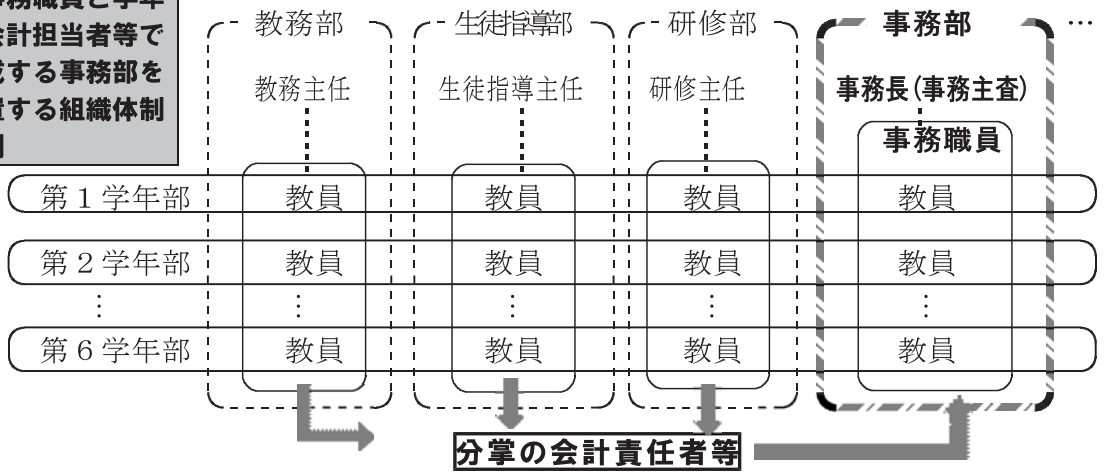 事務職員と学年
会計担当者等で
成する事務部を
置する組織体制
教務部 生徒指導部 研修部 事務部 …
教務主任 生徒指導主任 研修主任 事務長(事務主査)
事務職員
第1学年部 教員 教員 教員 教員
第2学年部 教員 教員 教員 教員
⋮ ⋮ ⋮ ⋮ ⋮
第6学年部 教員 教員 教員 教員
分掌の会計責任者等